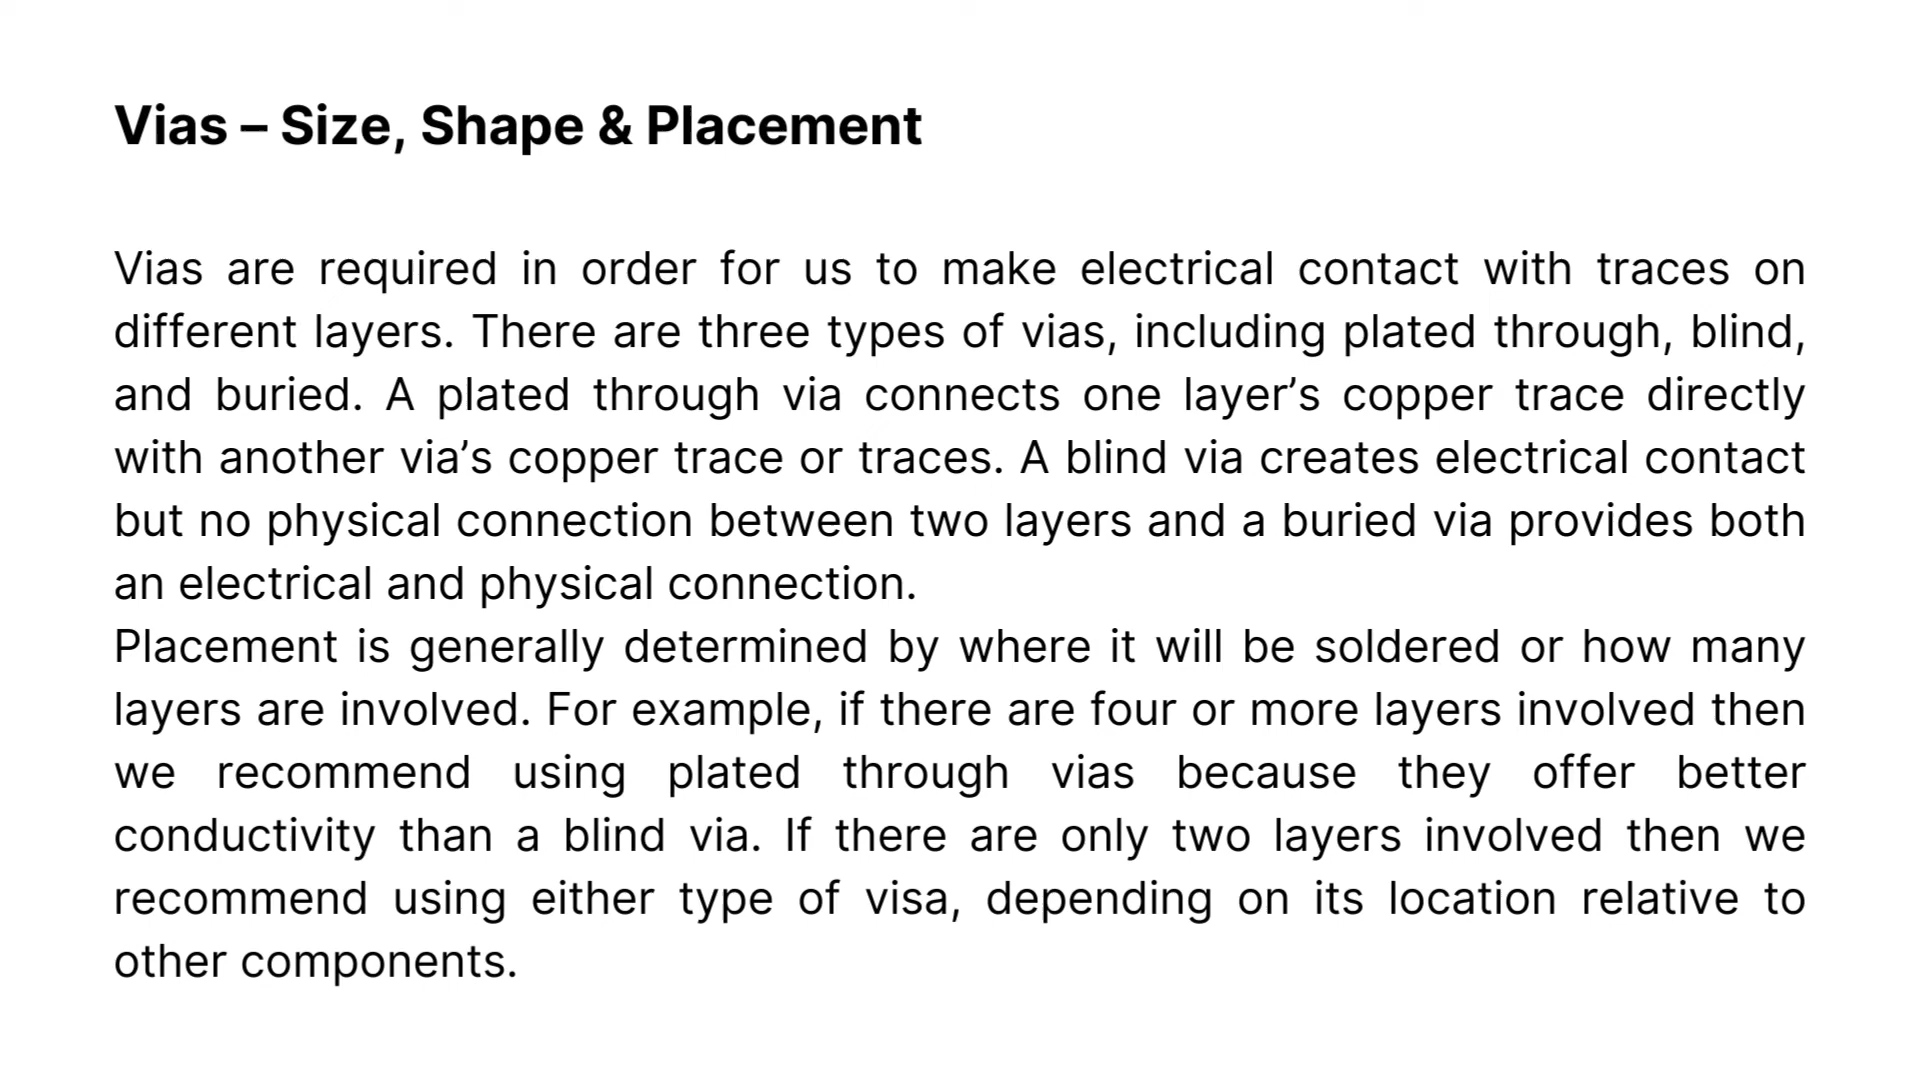 Vias – Size, Shape & Placement
Vias are required in order for us to make electrical contact with traces on
different layers. There are three types of vias, including plated through, blind,
and buried. A plated through via connects one layer’s copper trace directly
with another via’s copper trace or traces. A blind via creates electrical contact
but no physical connection between two layers and a buried via provides both
an electrical and physical connection.
Placement is generally determined by where it will be soldered or how many
layers are involved. For example, if there are four or more layers involved then
we recommend using plated through vias because they offer better
conductivity than a blind via. If there are only two layers involved then we
recommend using either type of visa, depending on its location relative to
other components.